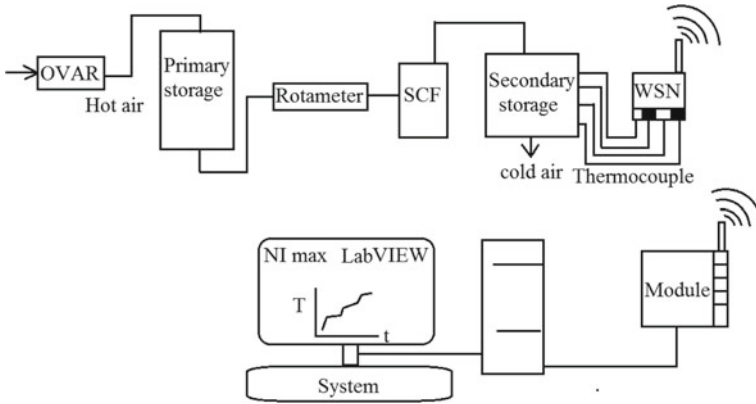 OVAR
Hot air
Primary
storage
Rotameter
SCF
Secondary
storage
cold air
WSN
Thermocouple
NI max LabVIEW
T
t
System
Module